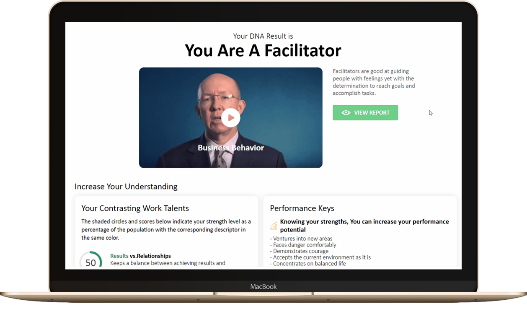 Your DNA Result is
You Are A Facilitator
Facilitators are good at guiding
people with feelings yet with the
determination to reach goals and
accomplish tasks.
VIEW REPORT
Business Behavior
Increase Your Understanding
Your Contrasting Work Talents
The shaded circles and scores below indicate your strength level as a
percentage of the population with the corresponding descriptor in
the same color.
50
Results vs.Relationships
Keeps a balance between achieving results and
Performance Keys
Knowing your strengths, You can increase your performance
potential
- Ventures into new areas
- Faces danger comfortably
- Demonstrates courage
- Accepts the current environment as it is
- Concentrates on balanced life
MacBook